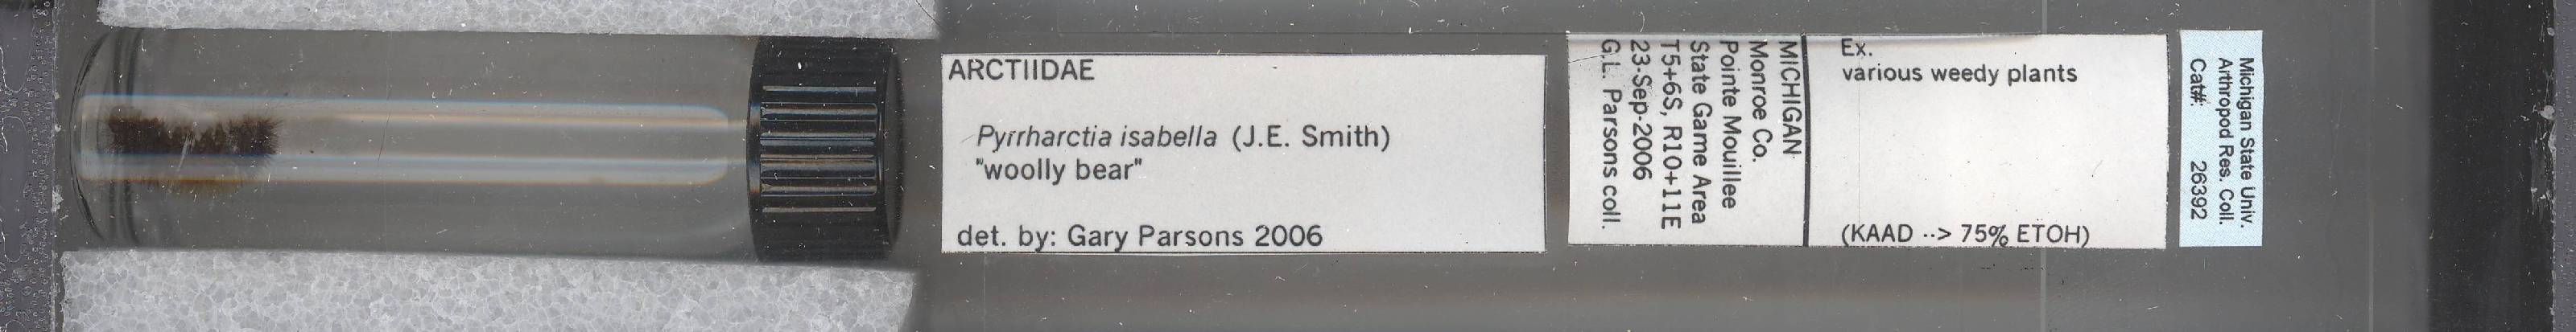 ARCTIIDAE
Pyrrharctia isabella (J.E. Smith)
"woolly bear"
det. by: Gary Parsons 2006
MICHIGAN
Monroe Co.
Pointe Mouillee
State Game Area
T5+6S, R10+11E
23-Sep-2006
G.L. Parsons coll.
Ex.
various weedy plants
(KAAD --> 75% ETOH)
Michigan State Univ.
Arthropod Res. Coll.
Cat#: 26392